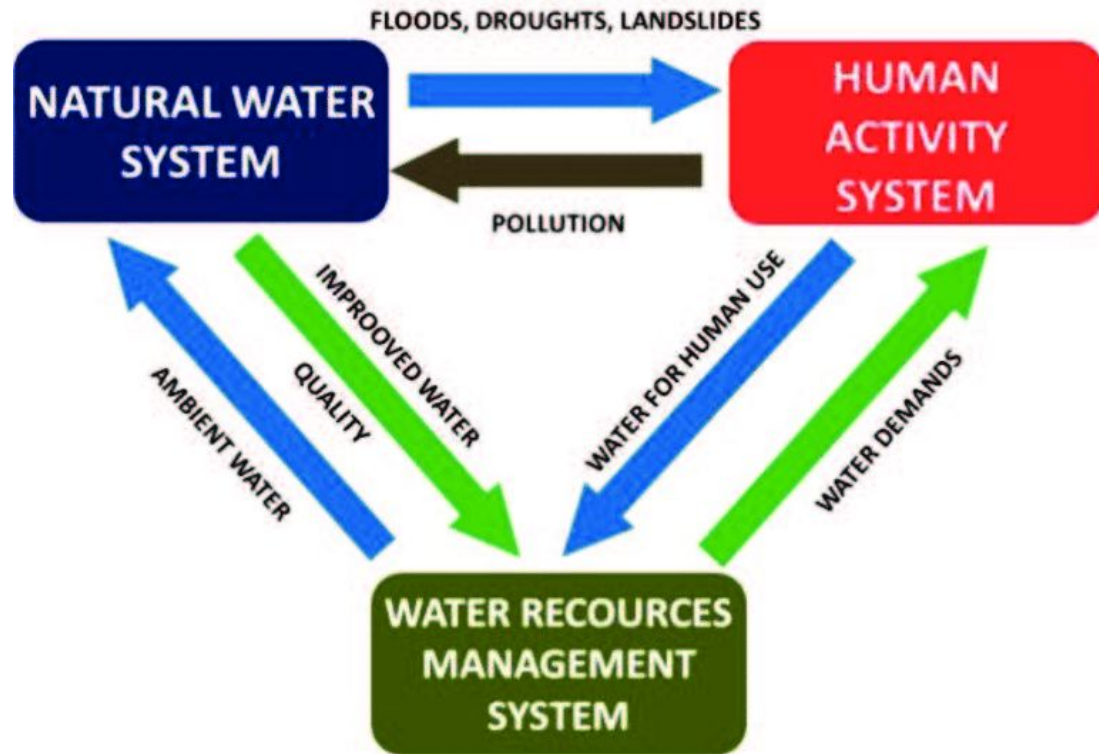 FLOODS, DROUGHTS, LANDSLIDES
NATURAL WATER
SYSTEM
HUMAN
ACTIVITY
SYSTEM
POLLUTION
IMPROOVED WATER
QUALITY
AMBIENT WATER
WATER FOR HUMAN USE
WATER DEMANDS
WATER RECOURCES
MANAGEMENT
SYSTEM